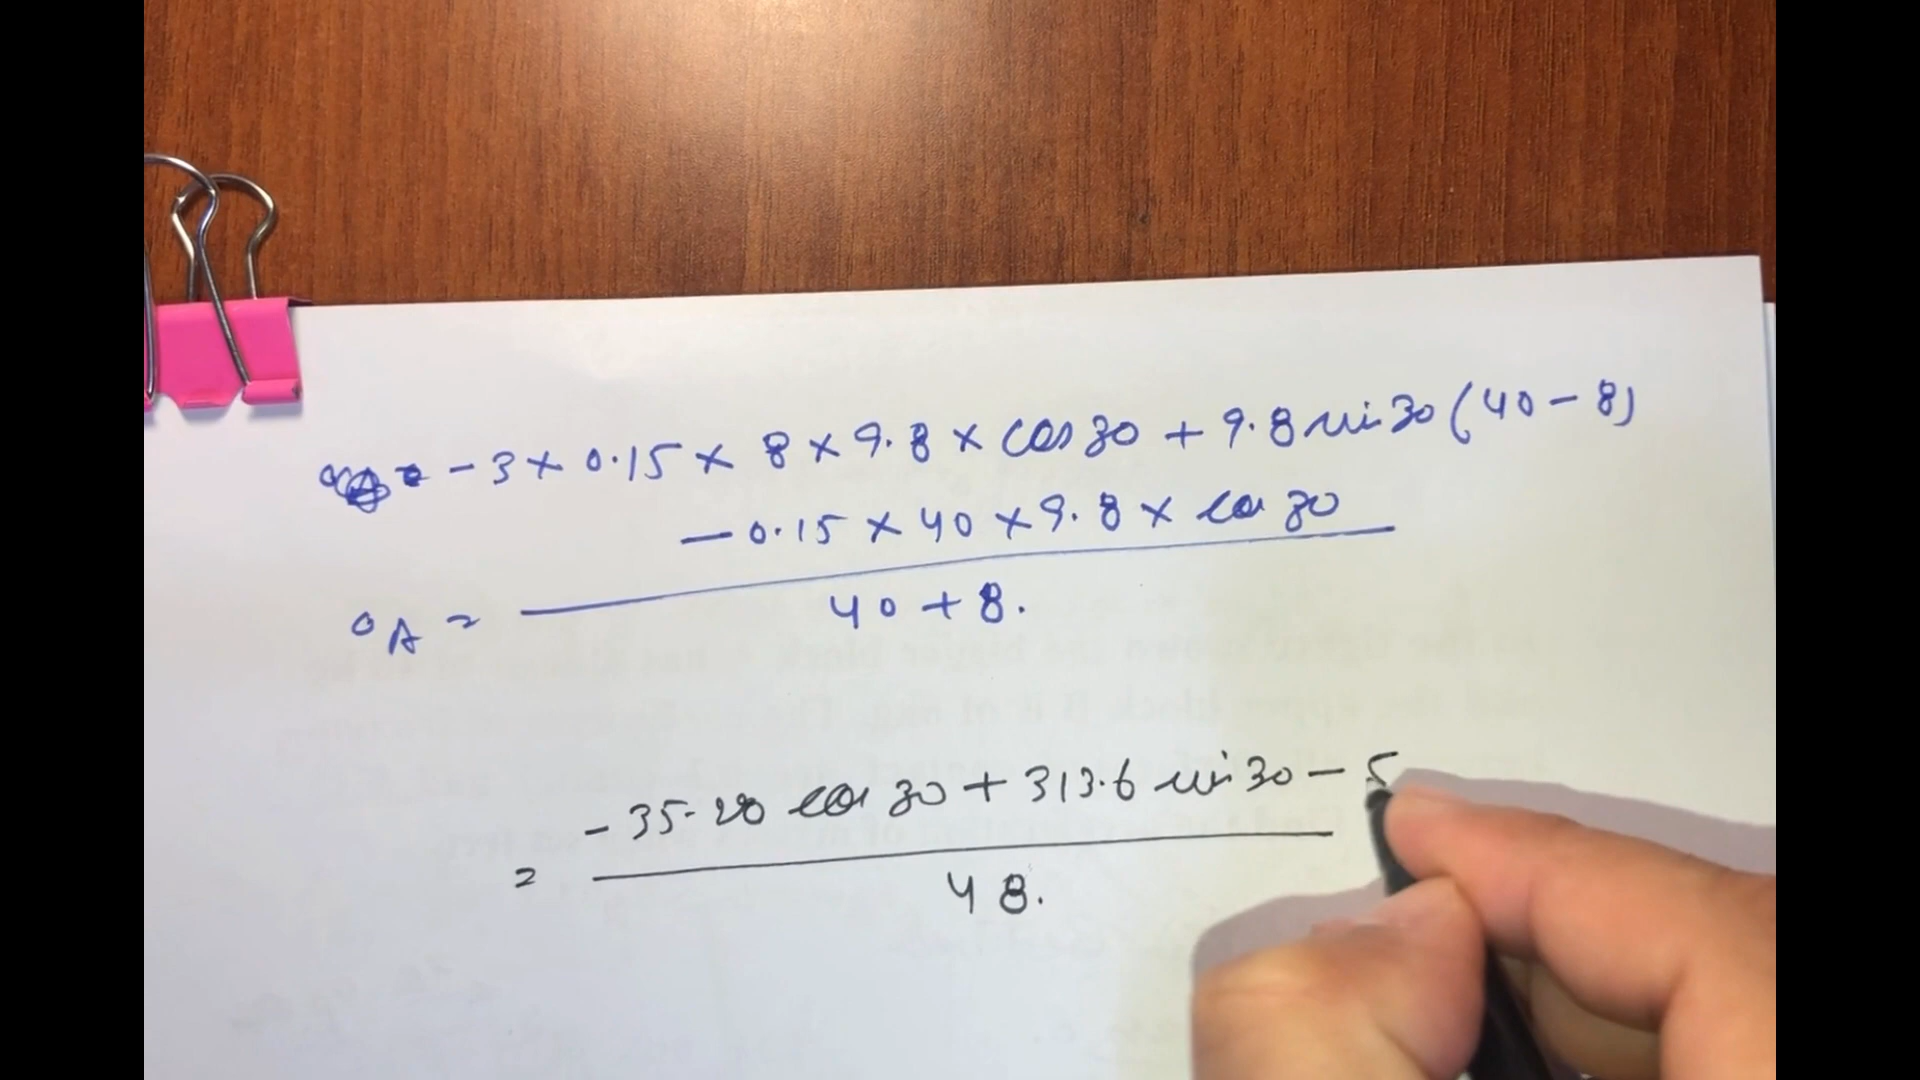 - 3 × 0.15 × 8 × 9.8 × cos 30 + 9.8 sin 30 (40 - 8)
- 0.15 × 40 × 9.8 × cos 30
a_A =
40 + 8.
- 35.28 cos 30 + 313.6 sin 30 - 5
=
48.